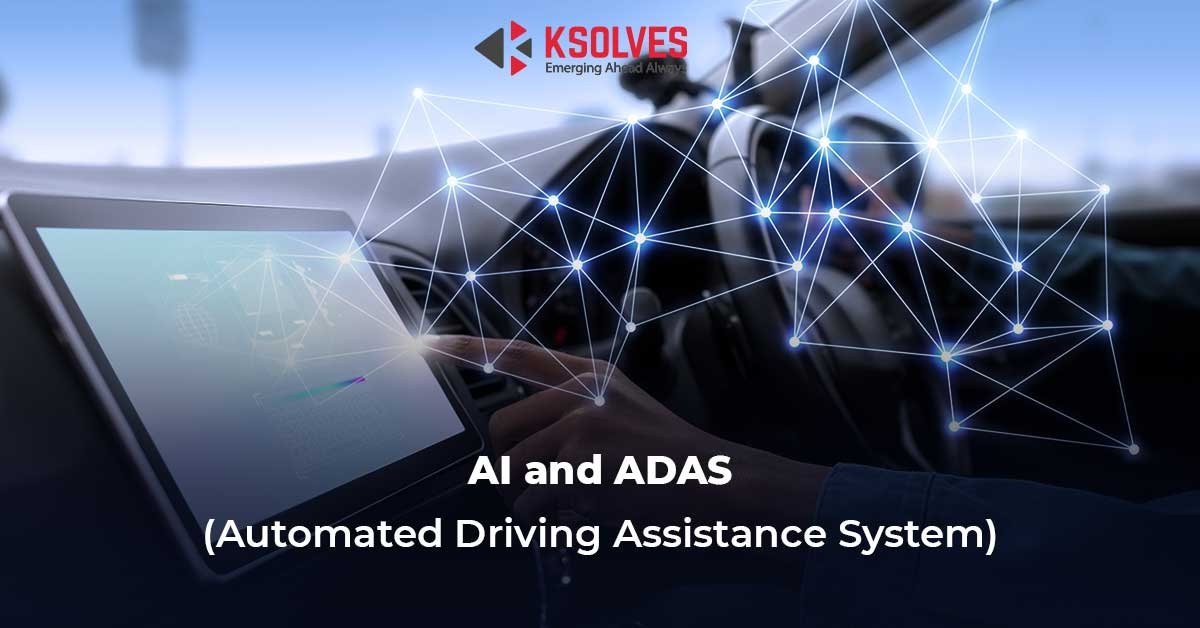 KSOLVES
Emerging Ahead Always
AI and ADAS
(Automated Driving Assistance System)